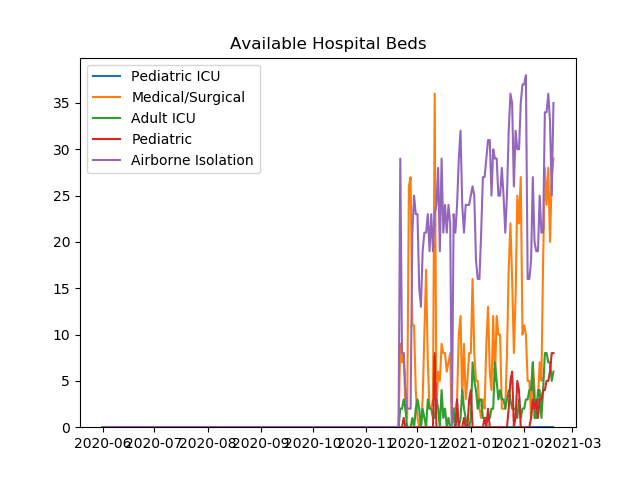 Available Hospital Beds
Pediatric ICU
Medical/Surgical
Adult ICU
Pediatric
Airborne Isolation
35
30
25
20
15
10
5
0
2020-06 2020-07 2020-08 2020-09 2020-10 2020-11 2020-12 2021-01 2021-02 2021-03